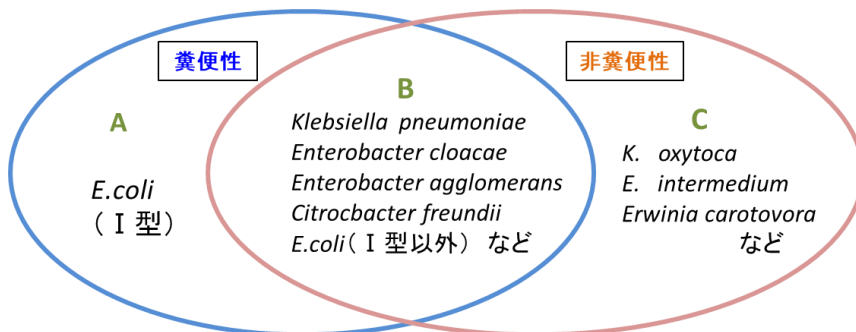 糞便性
非糞便性
A
E.coli
（Ⅰ型）
B
Klebsiella pneumoniae
Enterobacter cloacae
Enterobacter agglomerans
Citrocbacter freundii
E.coli（Ⅰ型以外） など
C
K. oxytoca
E. intermedium
Erwinia carotovora
など